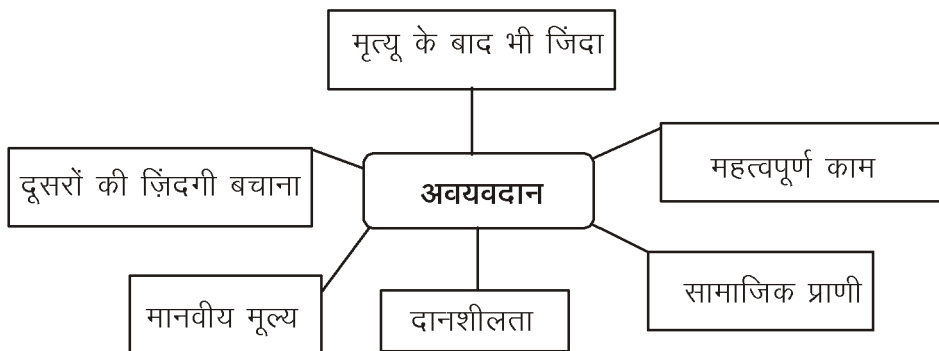 मृत्यू के बाद भी जिंदा
महत्वपूर्ण काम
दूसरों की ज़िंदगी बचाना
अवयवदान
सामाजिक प्राणी
मानवीय मूल्य
दानशीलता